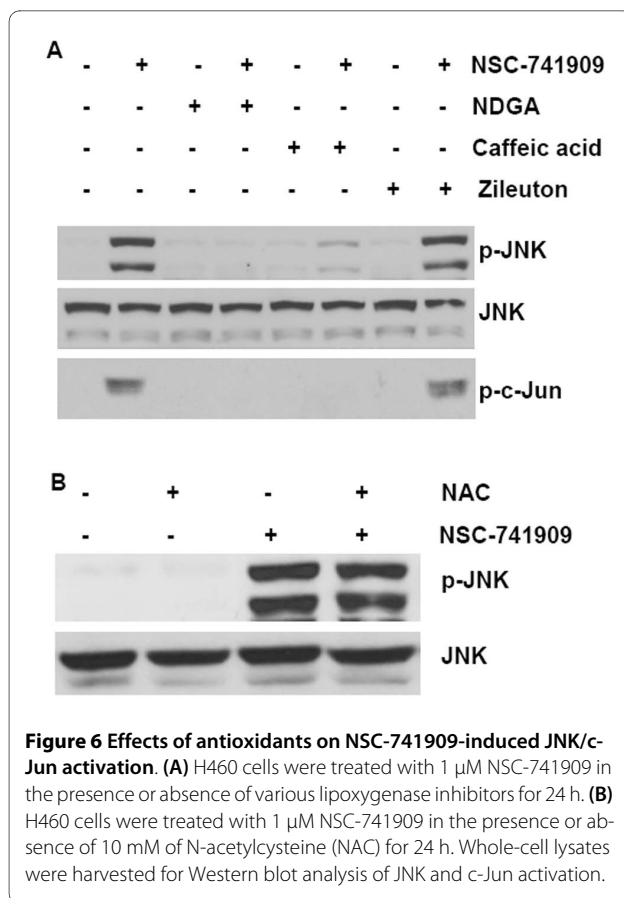 A
- + - + - + - + NSC-741909
- - + + - - - - NDGA
- - - - + + - - Caffeic acid
- - - - - - + + Zileuton
p-JNK
JNK
p-c-Jun
B
- + - + NAC
- - + + NSC-741909
p-JNK
JNK
Figure 6 Effects of antioxidants on NSC-741909-induced JNK/c-
Jun activation. (A) H460 cells were treated with 1 μM NSC-741909 in
the presence or absence of various lipoxygenase inhibitors for 24 h. (B)
H460 cells were treated with 1 μM NSC-741909 in the presence or ab-
sence of 10 mM of N-acetylcysteine (NAC) for 24 h. Whole-cell lysates
were harvested for Western blot analysis of JNK and c-Jun activation.